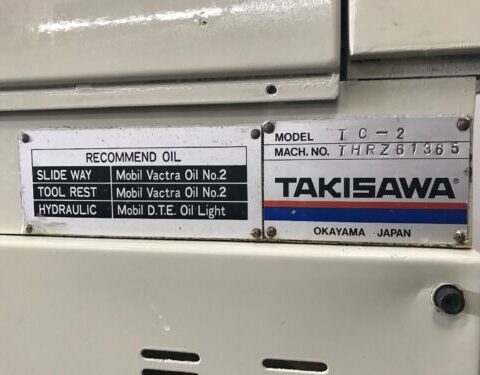 RECOMMEND OIL
SLIDE WAY Mobil Vactra Oil No.2
TOOL REST Mobil Vactra Oil No.2
HYDRAULIC Mobil D.T.E. Oil Light
MODEL TC-2
MACH. NO. THRZ61365
TAKISAWA®
OKAYAMA JAPAN